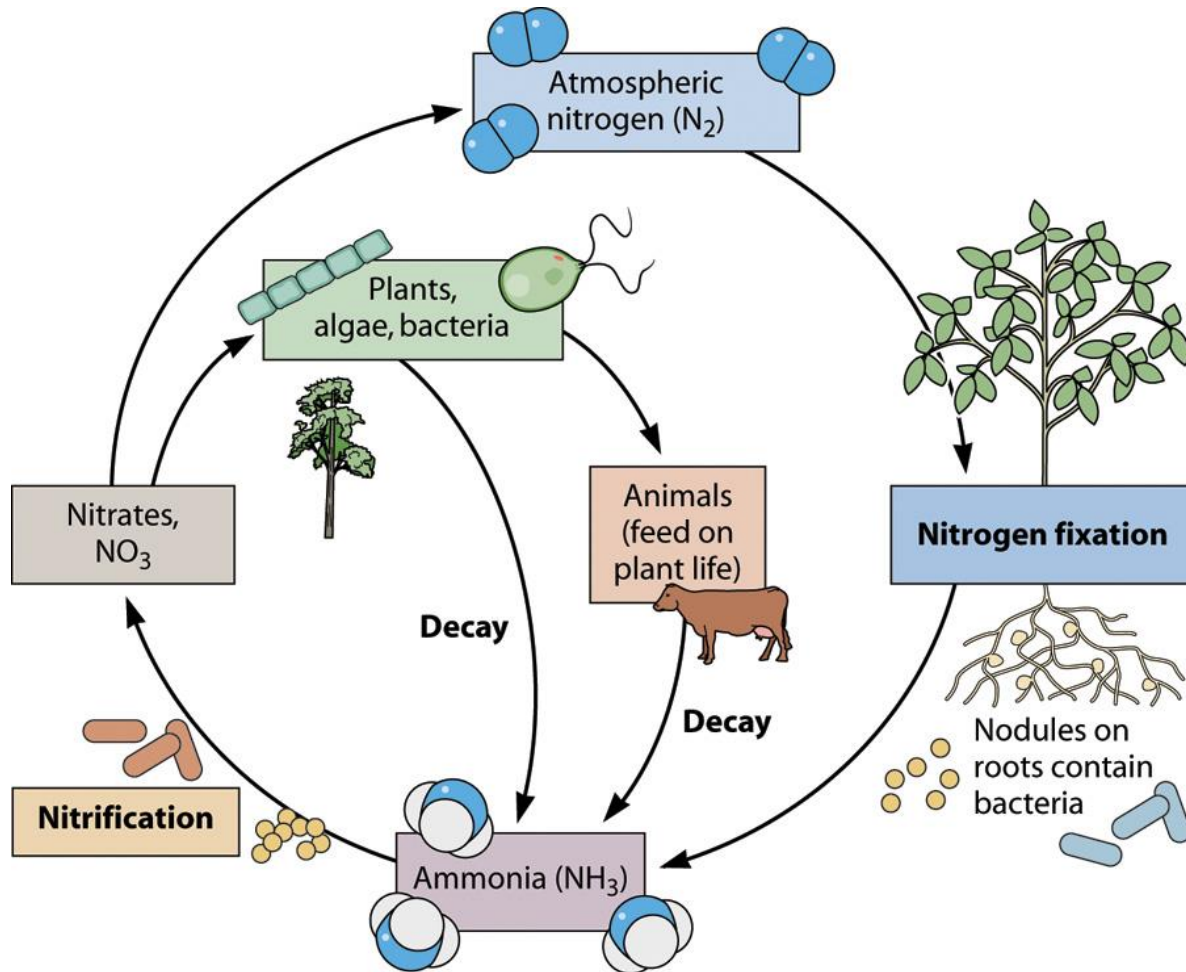 Atmospheric
nitrogen (N₂)
Plants,
algae, bacteria
Nitrates,
NO₃
Animals
(feed on
plant life)
Nitrogen fixation
Decay
Decay
Nodules on
roots contain
bacteria
Nitrification
Ammonia (NH₃)